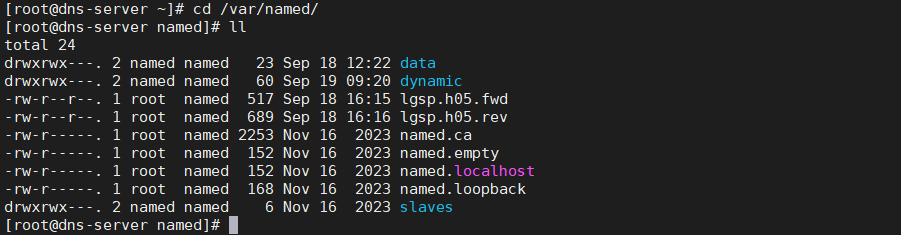 [root@dns-server ~]# cd /var/named/
[root@dns-server named]# ll
total 24
drwxrwx---. 2 named named   23 Sep 18 12:22 data
drwxrwx---. 2 named named   60 Sep 19 09:20 dynamic
-rw-r--r--. 1 root  named  517 Sep 18 16:15 lgsp.h05.fwd
-rw-r--r--. 1 root  named  689 Sep 18 16:16 lgsp.h05.rev
-rw-r-----. 1 root  named 2253 Nov 16  2023 named.ca
-rw-r-----. 1 root  named  152 Nov 16  2023 named.empty
-rw-r-----. 1 root  named  152 Nov 16  2023 named.localhost
-rw-r-----. 1 root  named  168 Nov 16  2023 named.loopback
drwxrwx---. 2 named named    6 Nov 16  2023 slaves
[root@dns-server named]#